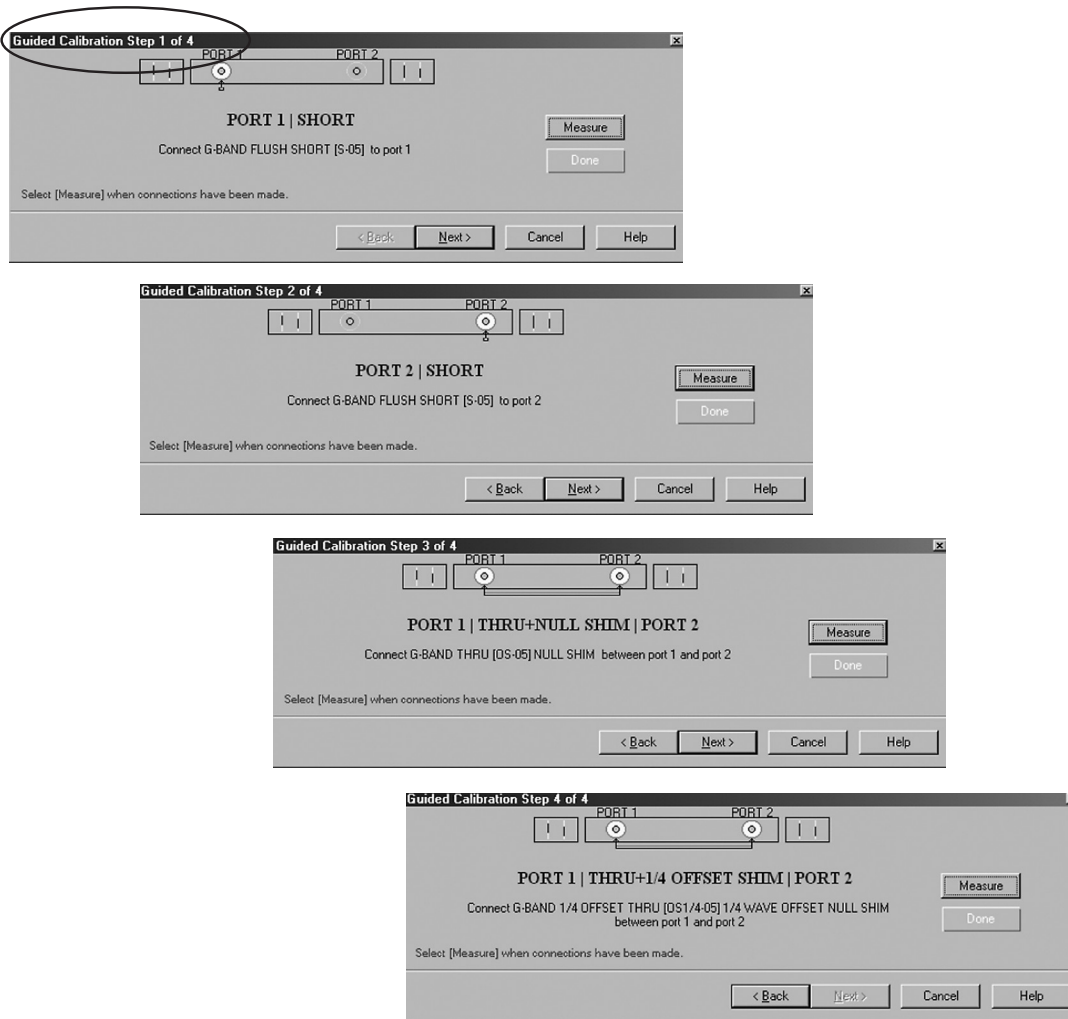 Guided Calibration Step 1 of 4
PORT 1 PORT 2
PORT 1 | SHORT
Connect G-BAND FLUSH SHORT [S-05] to port 1
Measure
Done
Select [Measure] when connections have been made.
< Back Next > Cancel Help
Guided Calibration Step 2 of 4
PORT 1 PORT 2
PORT 2 | SHORT
Connect G-BAND FLUSH SHORT [S-05] to port 2
Measure
Done
Select [Measure] when connections have been made.
< Back Next > Cancel Help
Guided Calibration Step 3 of 4
PORT 1 PORT 2
PORT 1 | THRU+NULL SHIM | PORT 2
Connect G-BAND THRU [OS-05] NULL SHIM between port 1 and port 2
Measure
Done
Select [Measure] when connections have been made.
< Back Next > Cancel Help
Guided Calibration Step 4 of 4
PORT 1 PORT 2
PORT 1 | THRU+1/4 OFFSET SHIM | PORT 2
Connect G-BAND 1/4 OFFSET THRU [OS1/4-05] 1/4 WAVE OFFSET NULL SHIM
between port 1 and port 2
Measure
Done
Select [Measure] when connections have been made.
< Back Next > Cancel Help